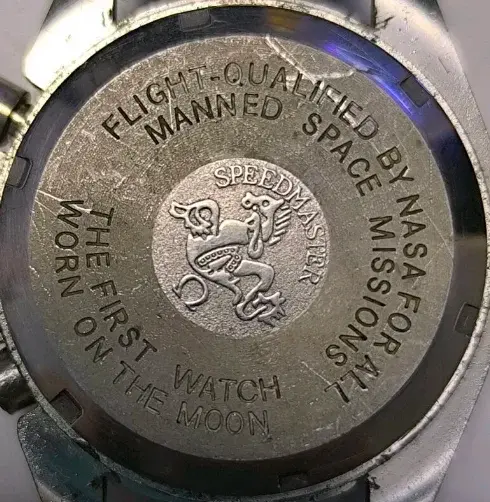 FLIGHT-QUALIFIED BY NASA FOR ALL
MANNED SPACE MISSIONS
SPEEDMASTER
THE FIRST WATCH
WORN ON THE MOON